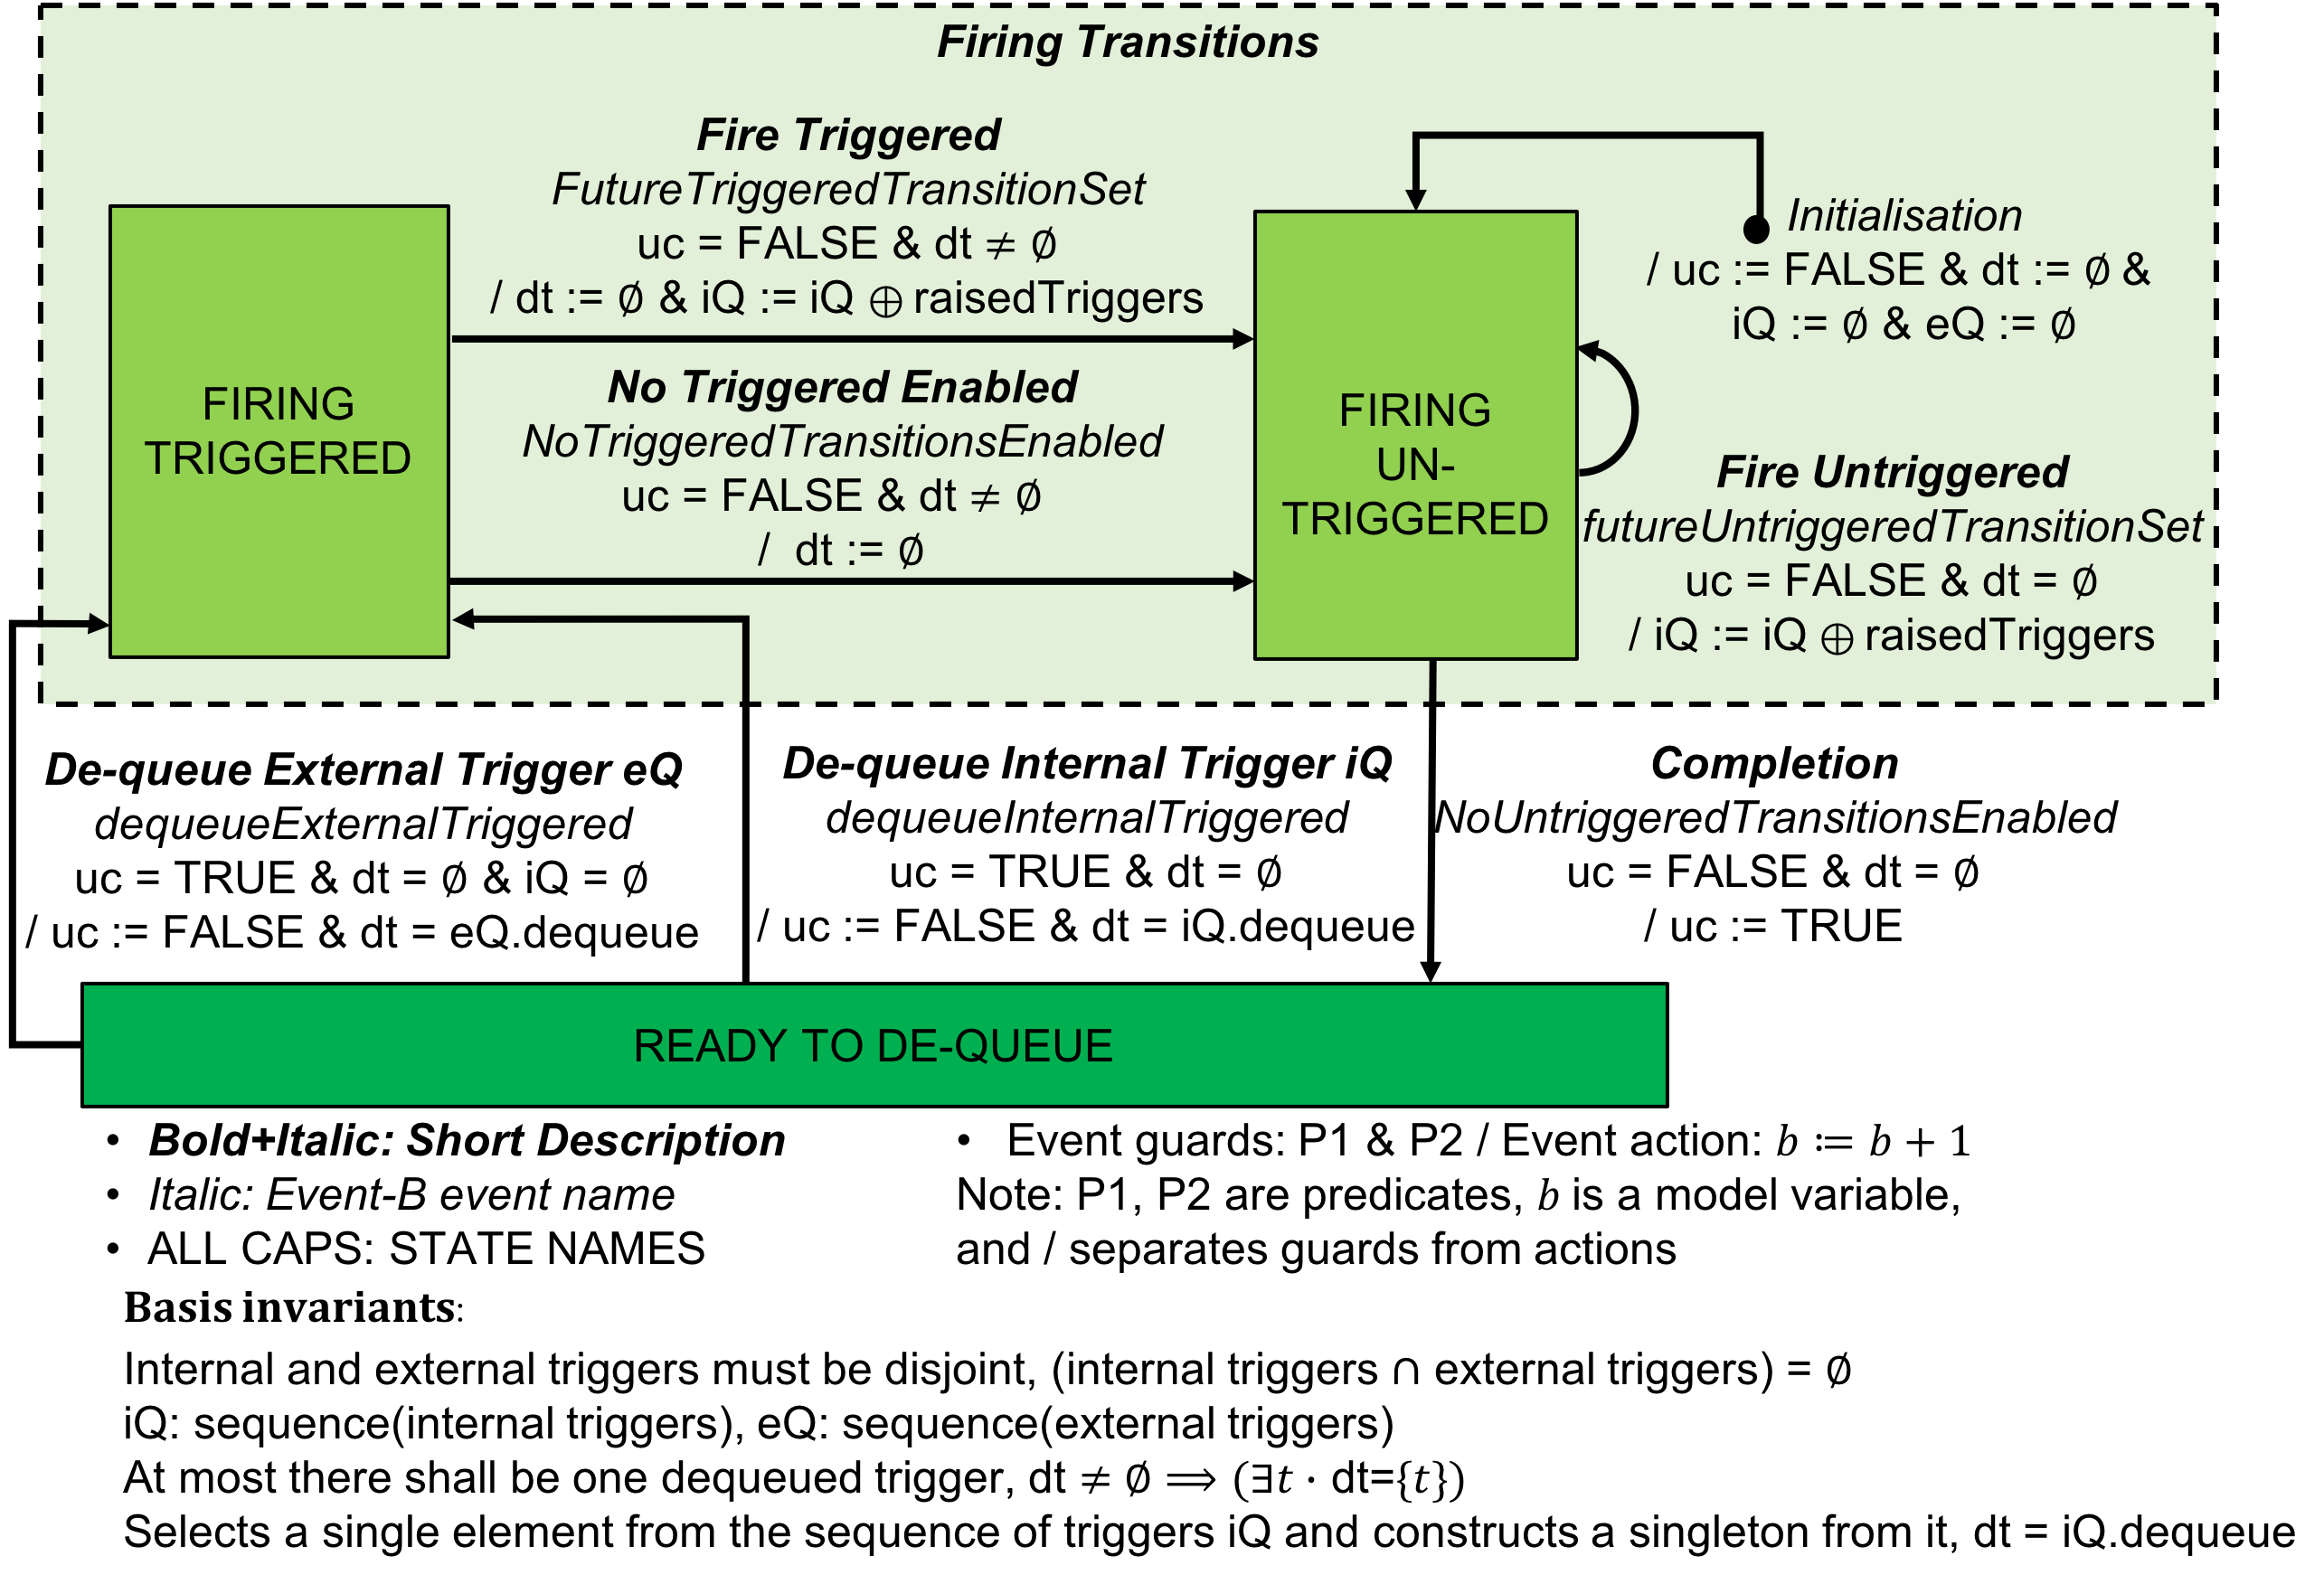 Firing Transitions
Fire Triggered
FutureTriggeredTransitionSet
uc = FALSE & dt ≠ ∅
/ dt := ∅ & iQ := iQ ⊕ raisedTriggers
Initialisation
/ uc := FALSE & dt := ∅ &
iQ := ∅ & eQ := ∅
FIRING
TRIGGERED
No Triggered Enabled
NoTriggeredTransitionsEnabled
uc = FALSE & dt ≠ ∅
/ dt := ∅
FIRING
UN-
TRIGGERED
Fire Untriggered
futureUntriggeredTransitionSet
uc = FALSE & dt = ∅
/ iQ := iQ ⊕ raisedTriggers
De-queue External Trigger eQ
dequeueExternalTriggered
uc = TRUE & dt = ∅ & iQ = ∅
/ uc := FALSE & dt = eQ.dequeue
De-queue Internal Trigger iQ
dequeueInternalTriggered
uc = TRUE & dt = ∅
/ uc := FALSE & dt = iQ.dequeue
Completion
NoUntriggeredTransitionsEnabled
uc = FALSE & dt = ∅
/ uc := TRUE
READY TO DE-QUEUE
• Bold+Italic: Short Description
• Italic: Event-B event name
• ALL CAPS: STATE NAMES
• Event guards: P1 & P2 / Event action: b ≔ b + 1
Note: P1, P2 are predicates, b is a model variable,
and / separates guards from actions
Basis invariants:
Internal and external triggers must be disjoint, (internal triggers ∩ external triggers) = ∅
iQ: sequence(internal triggers), eQ: sequence(external triggers)
At most there shall be one dequeued trigger, dt ≠ ∅ ⟹ (∃t · dt={t})
Selects a single element from the sequence of triggers iQ and constructs a singleton from it, dt = iQ.dequeue